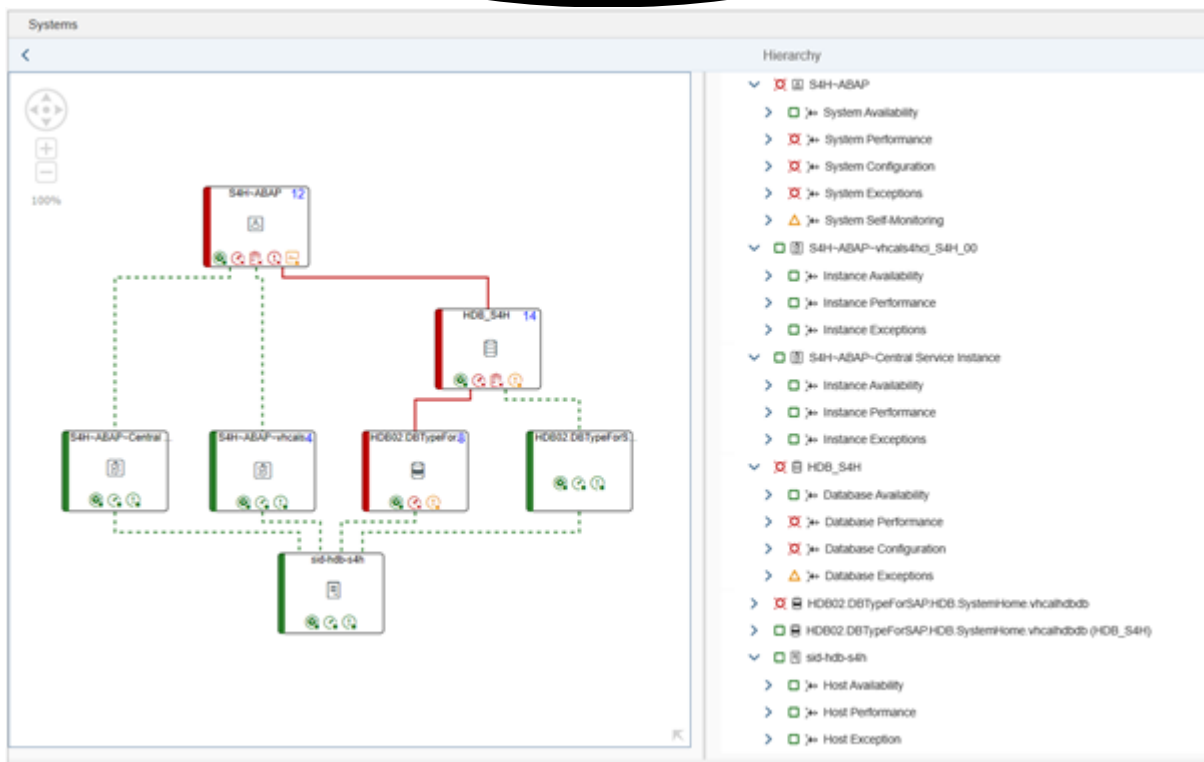 Systems
Hierarchy
100%
S4H~ABAP 12
HDB_S4H 14
S4H~ABAP~Central ...
S4H~ABAP~vhcals 4
HDB02.DBTypeFor 8
HDB02.DBTypeForS...
sid-hdb-s4h
S4H~ABAP
System Availability
System Performance
System Configuration
System Exceptions
System Self-Monitoring
S4H~ABAP~vhcals4hci_S4H_00
Instance Availability
Instance Performance
Instance Exceptions
S4H~ABAP~Central Service Instance
Instance Availability
Instance Performance
Instance Exceptions
HDB_S4H
Database Availability
Database Performance
Database Configuration
Database Exceptions
HDB02.DBTypeForSAP.HDB.SystemHome.vhcalhdbdb
HDB02.DBTypeForSAP.HDB.SystemHome.vhcalhdbdb (HDB_S4H)
sid-hdb-s4h
Host Availability
Host Performance
Host Exception